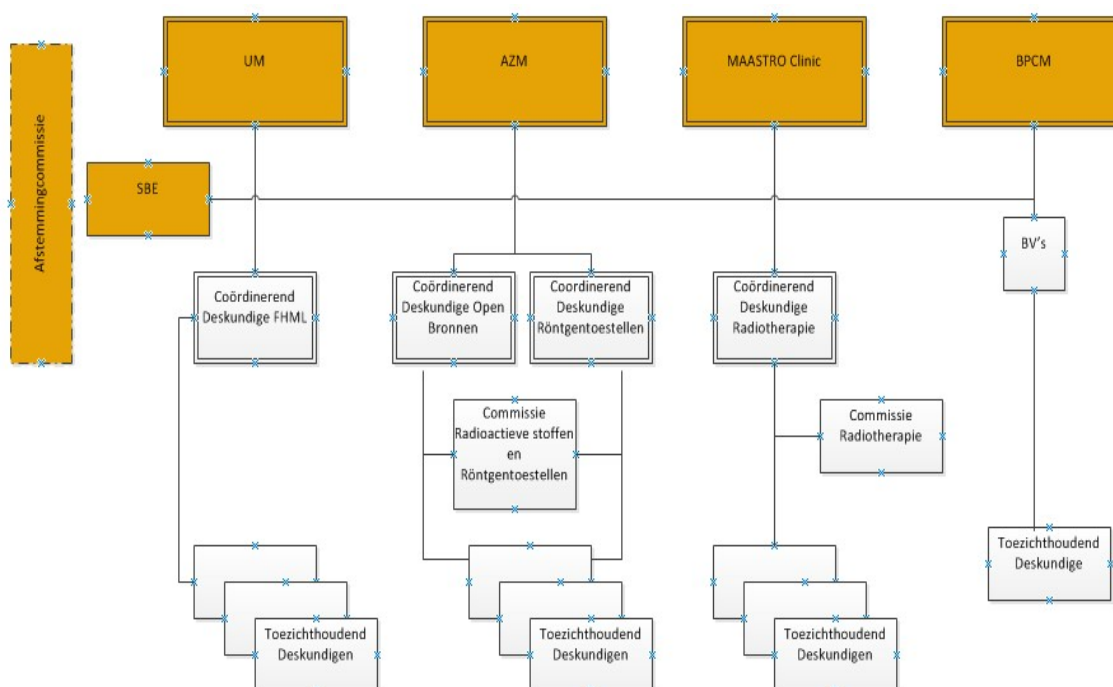 UM
AZM
MAASTRO Clinic
BPCM
Afstemmingcommissie
SBE
BV's
Coördinerend
Deskundige FHML
Coördinerend
Deskundige Open
Bronnen
Coordinerend
Deskundige
Röntgentoestellen
Coördinerend
Deskundige
Radiotherapie
Commissie
Radioactieve stoffen
en
Röntgentoestellen
Commissie
Radiotherapie
Toezichthoudend
Deskundige
Toezichthoudend
Deskundigen
Toezichthoudend
Deskundigen
Toezichthoudend
Deskundigen